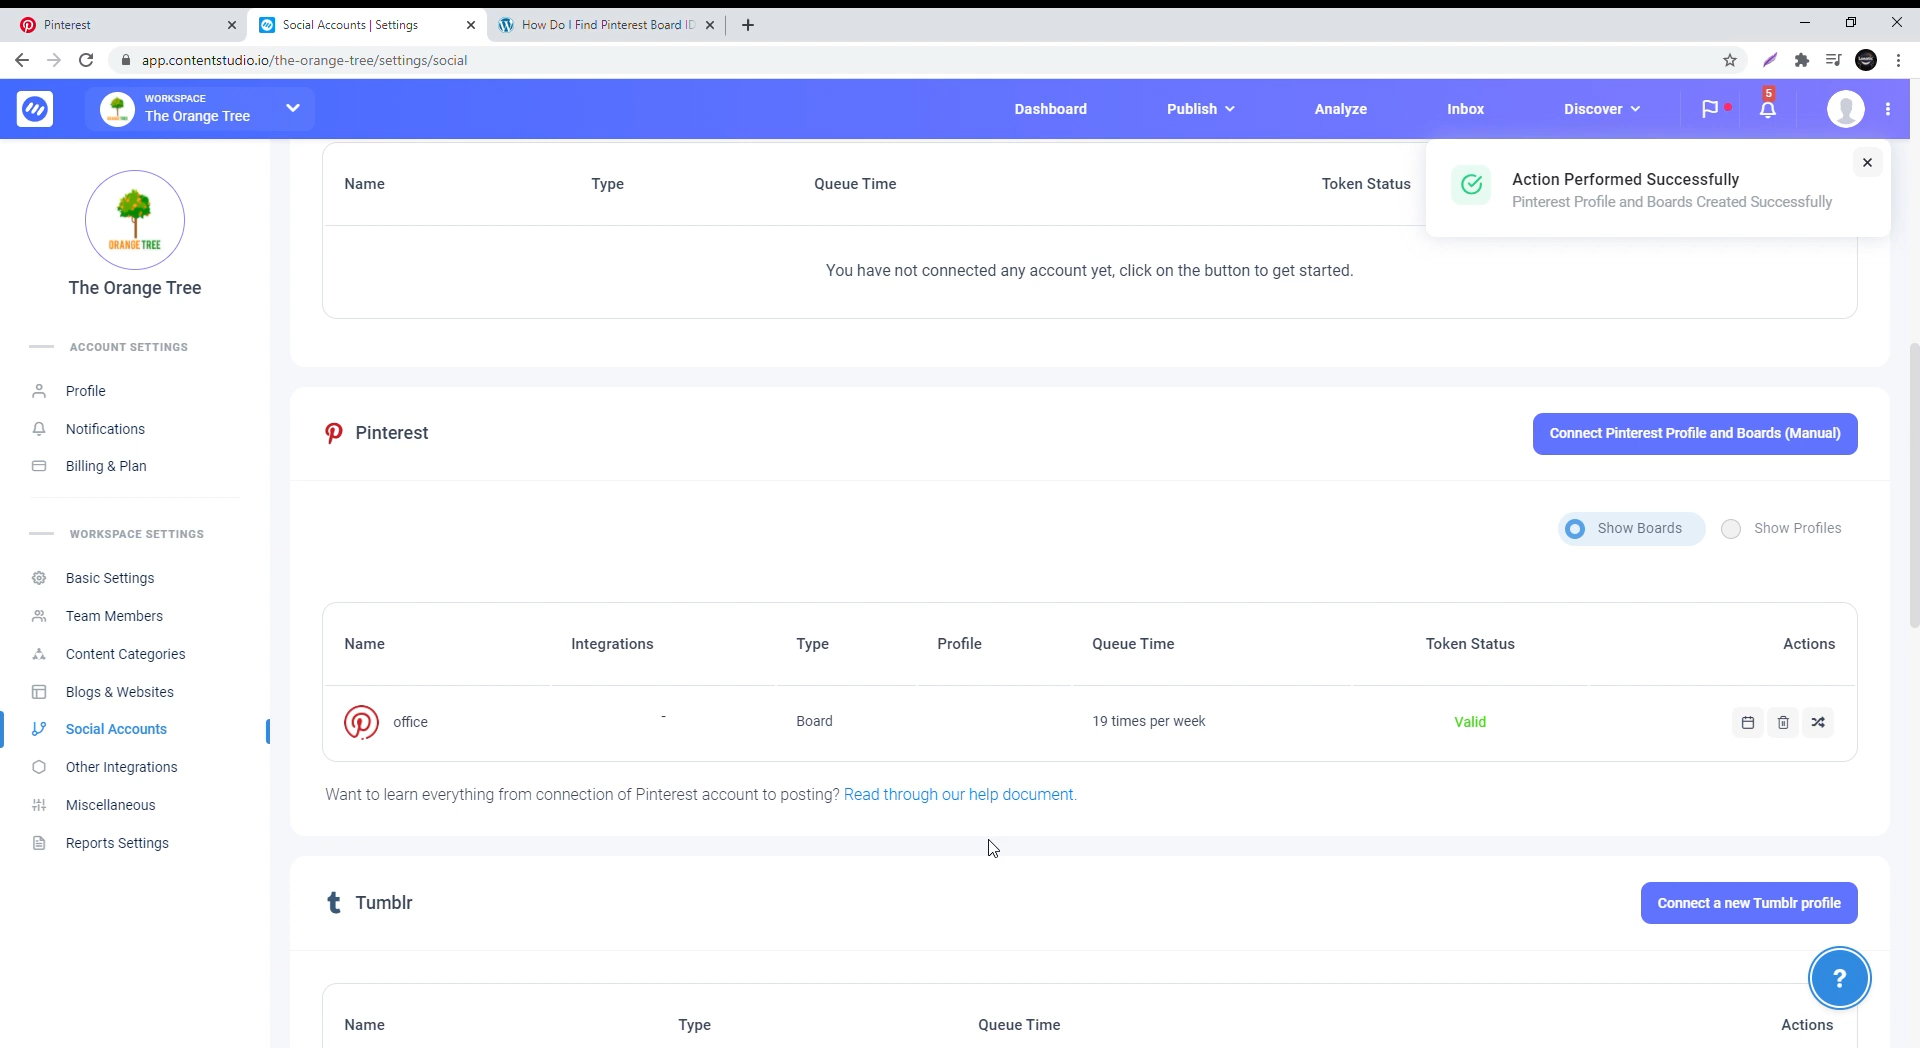 Pinterest
Social Accounts | Settings
How Do I Find Pinterest Board ID
app.contentstudio.io/the-orange-tree/settings/social
WORKSPACE
The Orange Tree
Dashboard
Publish
Analyze
Inbox
Discover
5
Action Performed Successfully
Pinterest Profile and Boards Created Successfully
ORANGE TREE
The Orange Tree
ACCOUNT SETTINGS
Profile
Notifications
Billing & Plan
WORKSPACE SETTINGS
Basic Settings
Team Members
Content Categories
Blogs & Websites
Social Accounts
Other Integrations
Miscellaneous
Reports Settings
Name Type Queue Time Token Status
You have not connected any account yet, click on the button to get started.
Pinterest
Connect Pinterest Profile and Boards (Manual)
Show Boards Show Profiles
Name Integrations Type Profile Queue Time Token Status Actions
office - Board 19 times per week Valid
Want to learn everything from connection of Pinterest account to posting? Read through our help document.
Tumblr
Connect a new Tumblr profile
?
Name Type Queue Time Actions